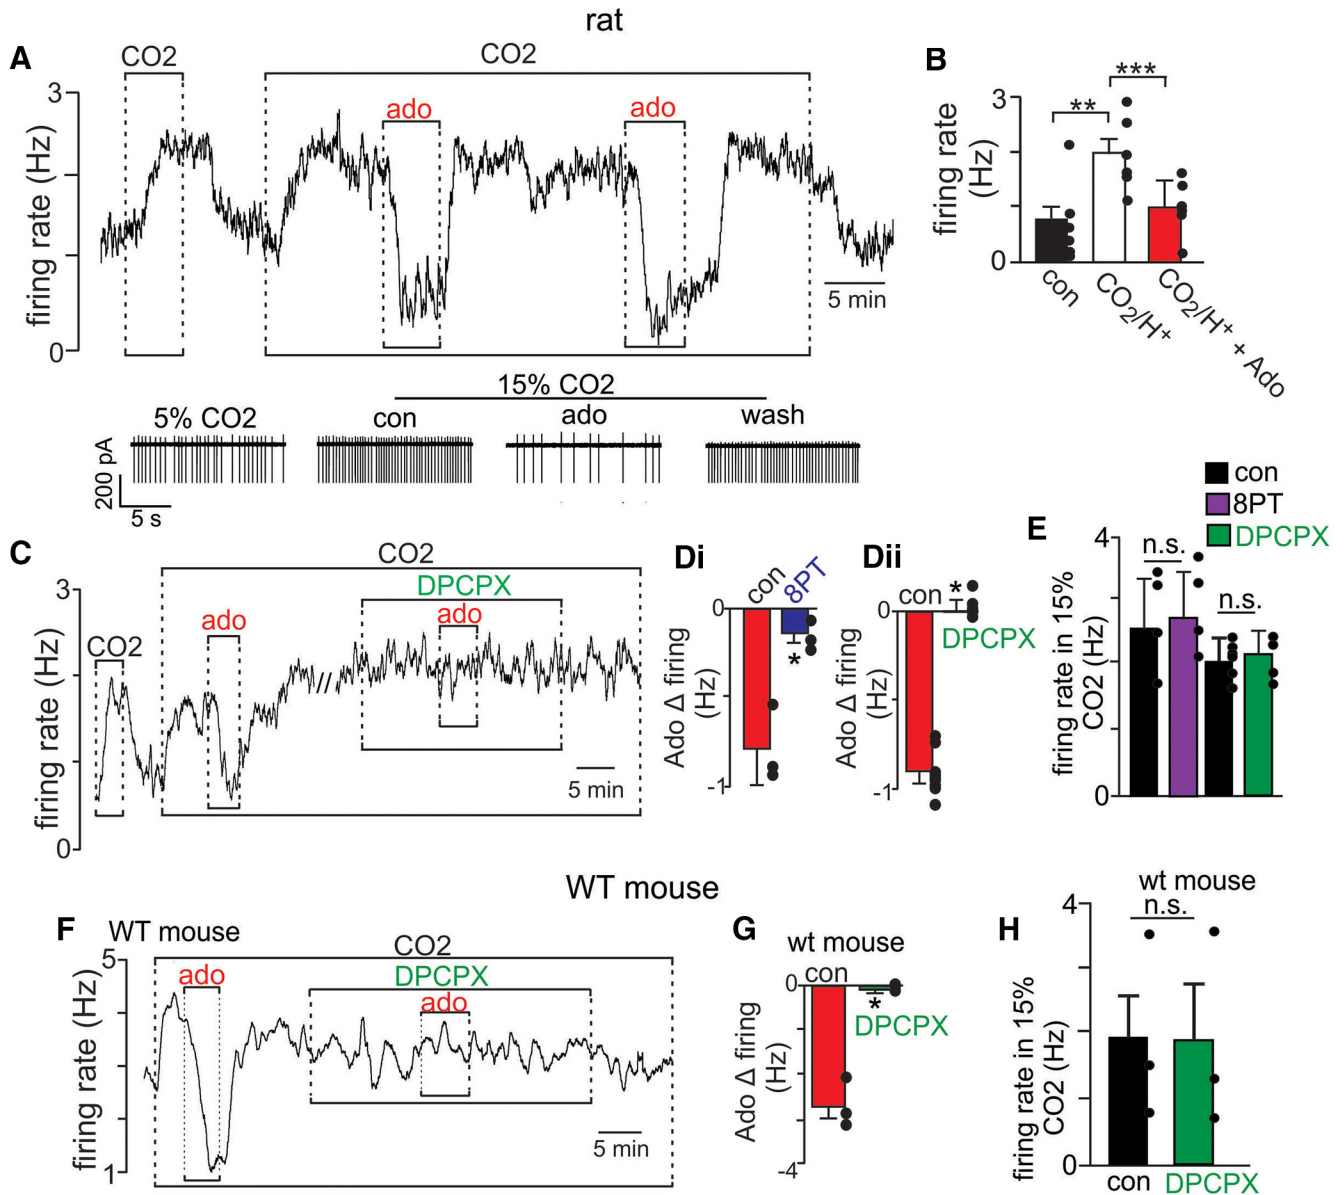 rat
A
CO2
CO2
ado
ado
3
0
firing rate (Hz)
5 min
15% CO2
5% CO2
con
ado
wash
200 pA
5 s
B
3
0
firing rate
(Hz)
**
***
con
CO2/H+
CO2/H+ + Ado
C
CO2
DPCPX
ado
ado
CO2
3
0
firing rate (Hz)
//
5 min
Di
con
8PT
0
-1
Ado Δ firing
(Hz)
*
Dii
con
DPCPX
0
-1
Ado Δ firing
(Hz)
*
E
con
8PT
DPCPX
4
0
n.s.
n.s.
firing rate in 15%
CO2 (Hz)
WT mouse
F
WT mouse
CO2
DPCPX
ado
ado
5
1
firing rate (Hz)
5 min
G
wt mouse
con
DPCPX
0
-4
Ado Δ firing
(Hz)
*
H
wt mouse
n.s.
4
0
firing rate in 15%
CO2 (Hz)
con
DPCPX